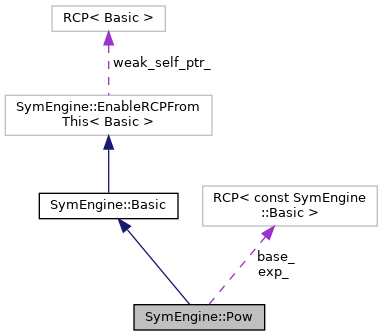 RCP< Basic >
weak_self_ptr_
SymEngine::EnableRCPFrom
This< Basic >
SymEngine::Basic
RCP< const SymEngine
::Basic >
base_
exp_
SymEngine::Pow